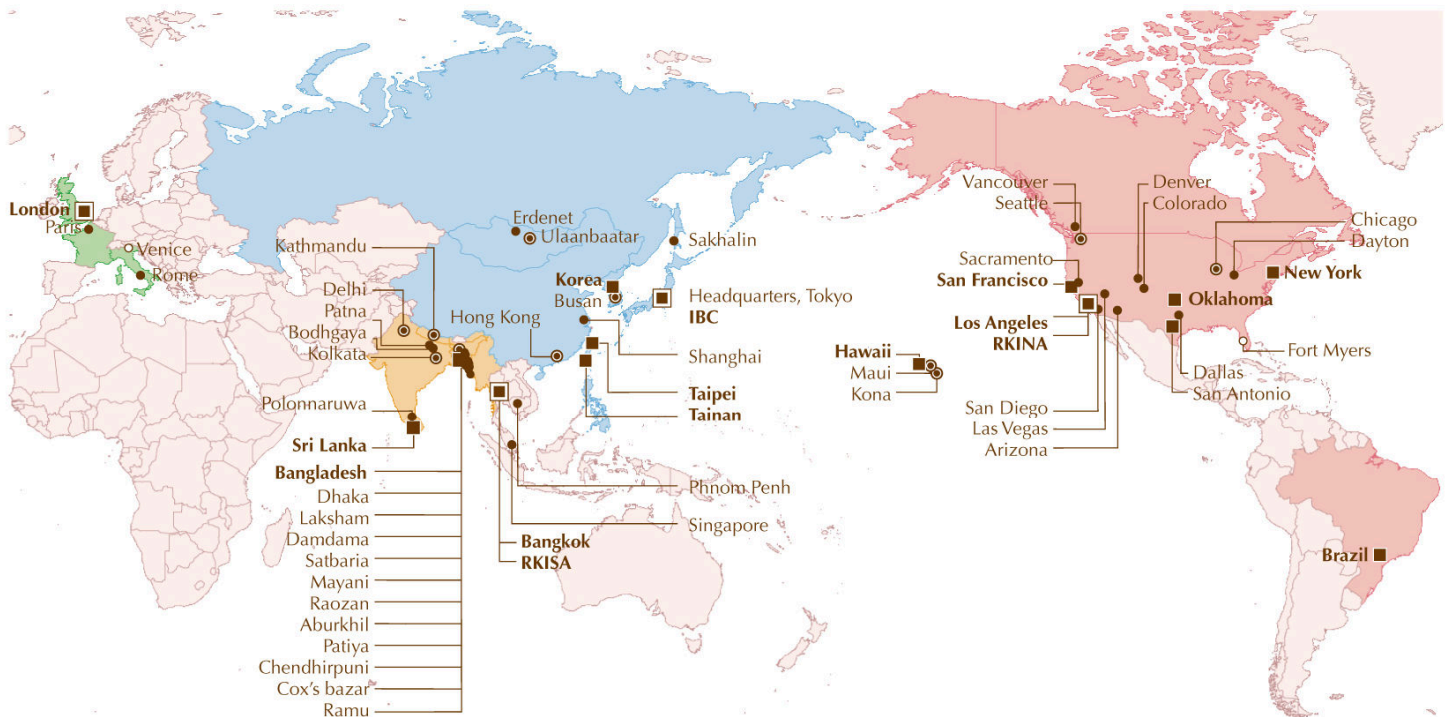 London
Paris
Venice
Rome
Kathmandu
Delhi
Patna
Bodhgaya
Kolkata
Polonnaruwa
Sri Lanka
Bangladesh
Dhaka
Laksham
Damdama
Satbaria
Mayani
Raozan
Aburkhil
Patiya
Chendhirpuni
Cox's bazar
Ramu
Erdenet
Ulaanbaatar
Sakhalin
Korea
Busan
Headquarters, Tokyo
IBC
Hong Kong
Shanghai
Taipei
Tainan
Phnom Penh
Singapore
Bangkok
RKISA
Hawaii
Maui
Kona
Vancouver
Seattle
Denver
Colorado
Chicago
Dayton
Sacramento
San Francisco
New York
Oklahoma
Los Angeles
RKINA
Fort Myers
Dallas
San Antonio
San Diego
Las Vegas
Arizona
Brazil